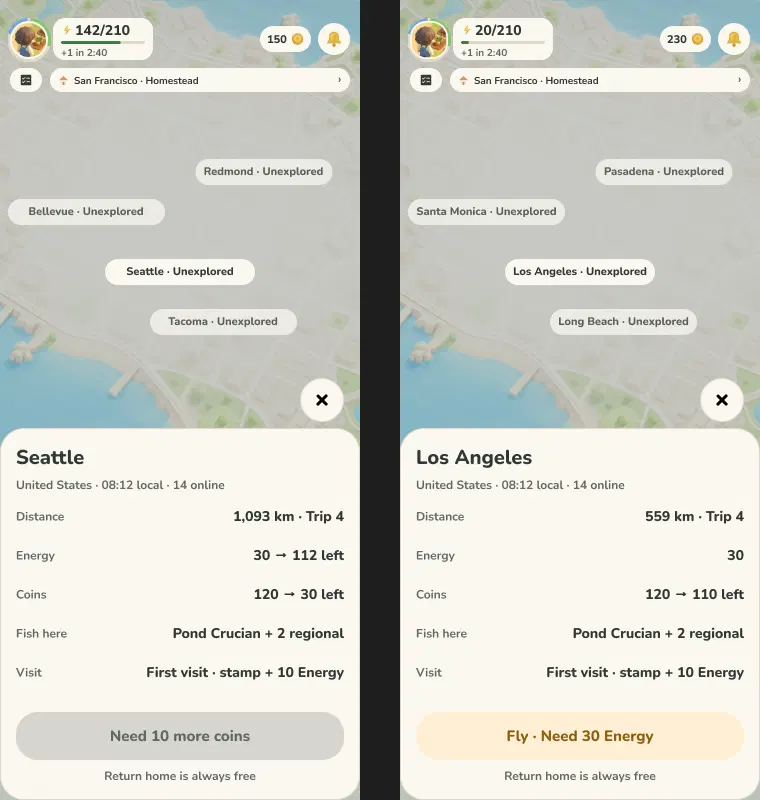 142/210
+1 in 2:40
150
San Francisco · Homestead
Redmond · Unexplored
Bellevue · Unexplored
Seattle · Unexplored
Tacoma · Unexplored
Seattle
United States · 08:12 local · 14 online
Distance 1,093 km · Trip 4
Energy 30 → 112 left
Coins 120 → 30 left
Fish here Pond Crucian + 2 regional
Visit First visit · stamp + 10 Energy
Need 10 more coins
Return home is always free
20/210
+1 in 2:40
230
San Francisco · Homestead
Pasadena · Unexplored
Santa Monica · Unexplored
Los Angeles · Unexplored
Long Beach · Unexplored
Los Angeles
United States · 08:12 local · 14 online
Distance 559 km · Trip 4
Energy 30
Coins 120 → 110 left
Fish here Pond Crucian + 2 regional
Visit First visit · stamp + 10 Energy
Fly · Need 30 Energy
Return home is always free